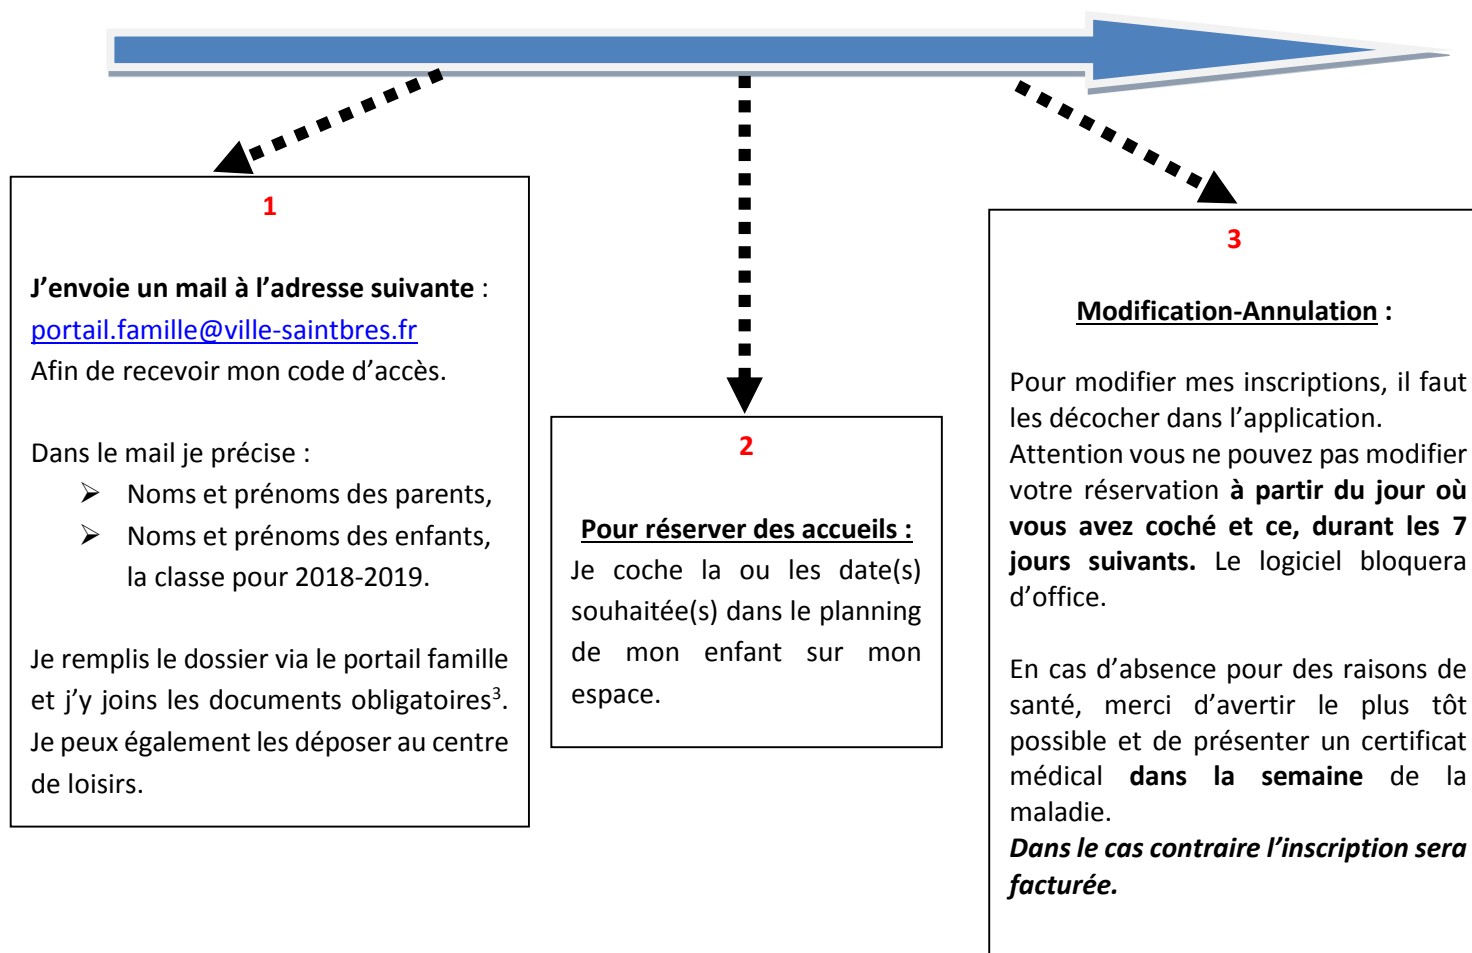 1
J’envoie un mail à l’adresse suivante :
portail.famille@ville-saintbres.fr
Afin de recevoir mon code d’accès.
Dans le mail je précise :
➢ Noms et prénoms des parents,
➢ Noms et prénoms des enfants,
la classe pour 2018-2019.
Je remplis le dossier via le portail famille
et j’y joins les documents obligatoires³.
Je peux également les déposer au centre
de loisirs.
2
Pour réserver des accueils :
Je coche la ou les date(s)
souhaitée(s) dans le planning
de mon enfant sur mon
espace.
3
Modification-Annulation :
Pour modifier mes inscriptions, il faut
les décocher dans l’application.
Attention vous ne pouvez pas modifier
votre réservation à partir du jour où
vous avez coché et ce, durant les 7
jours suivants. Le logiciel bloquera
d’office.
En cas d’absence pour des raisons de
santé, merci d’avertir le plus tôt
possible et de présenter un certificat
médical dans la semaine de la
maladie.
Dans le cas contraire l’inscription sera
facturée.